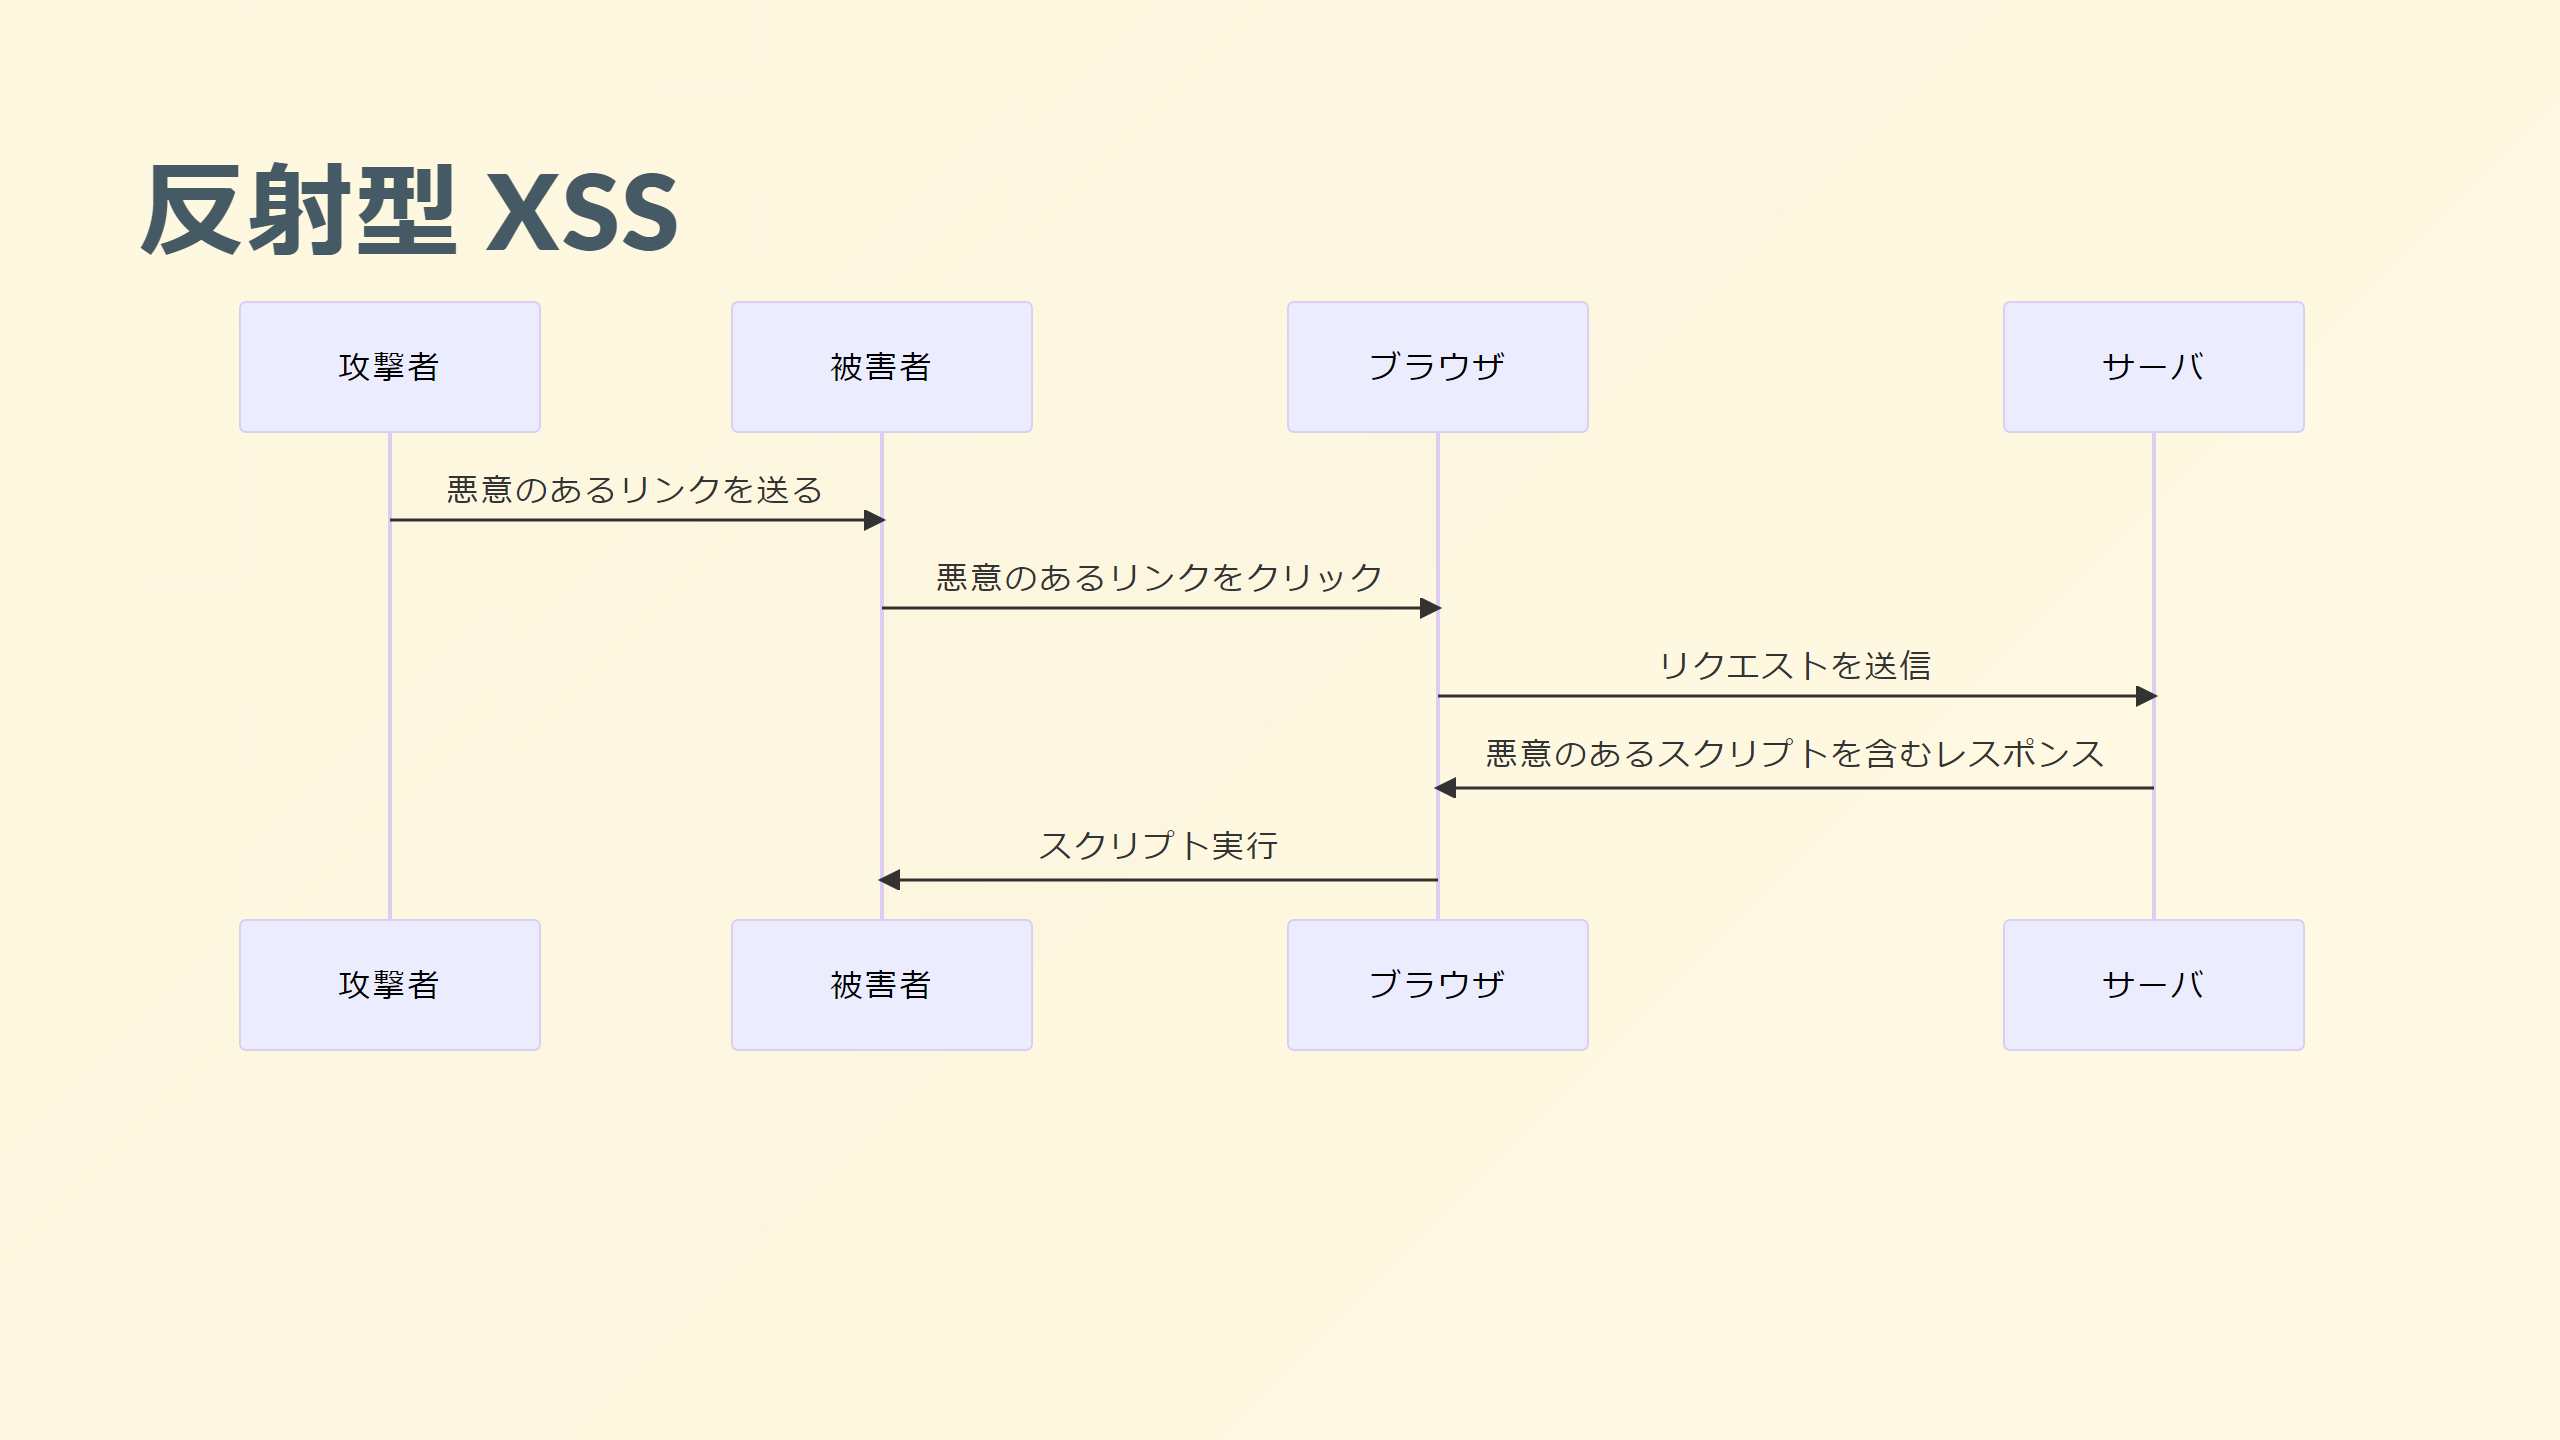 反射型 XSS
攻撃者
被害者
ブラウザ
サーバ
悪意のあるリンクを送る
悪意のあるリンクをクリック
リクエストを送信
悪意のあるスクリプトを含むレスポンス
スクリプト実行
攻撃者
被害者
ブラウザ
サーバ